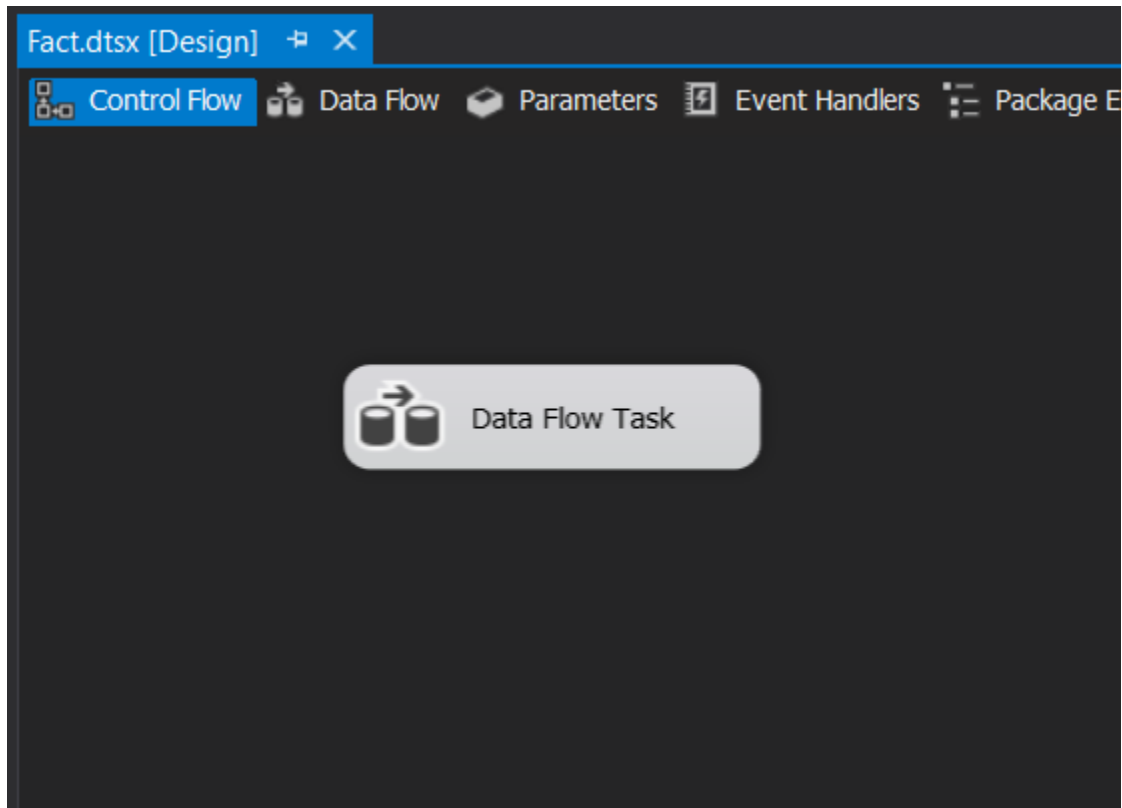 Fact.dtsx [Design]
Control Flow Data Flow Parameters Event Handlers Package E
Data Flow Task